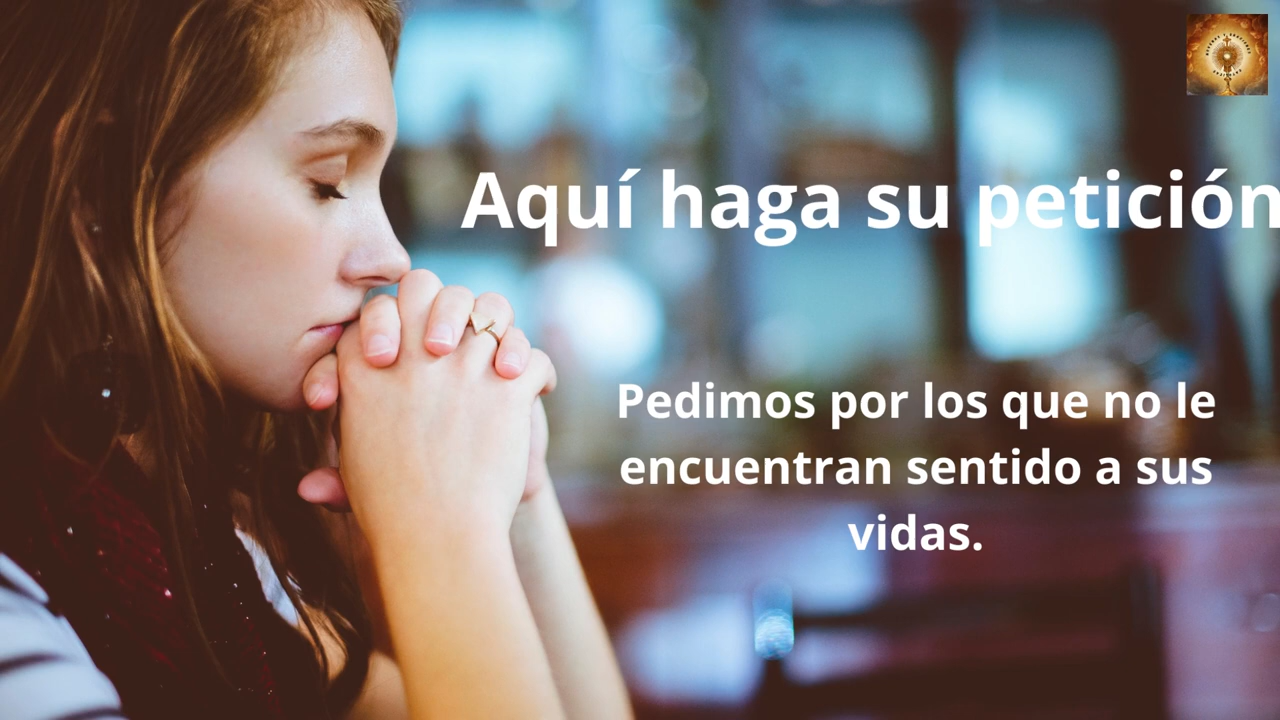 Aquí haga su petición
Pedimos por los que no le
encuentran sentido a sus
vidas.